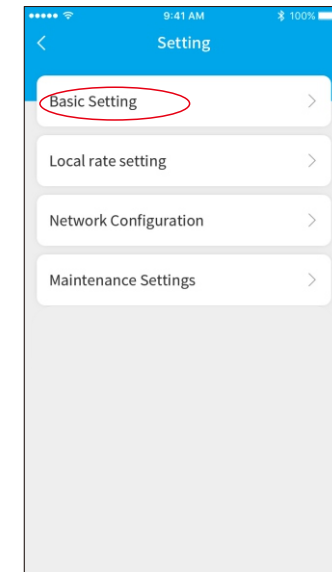 9:41 AM
100%
Setting
Basic Setting
Local rate setting
Network Configuration
Maintenance Settings